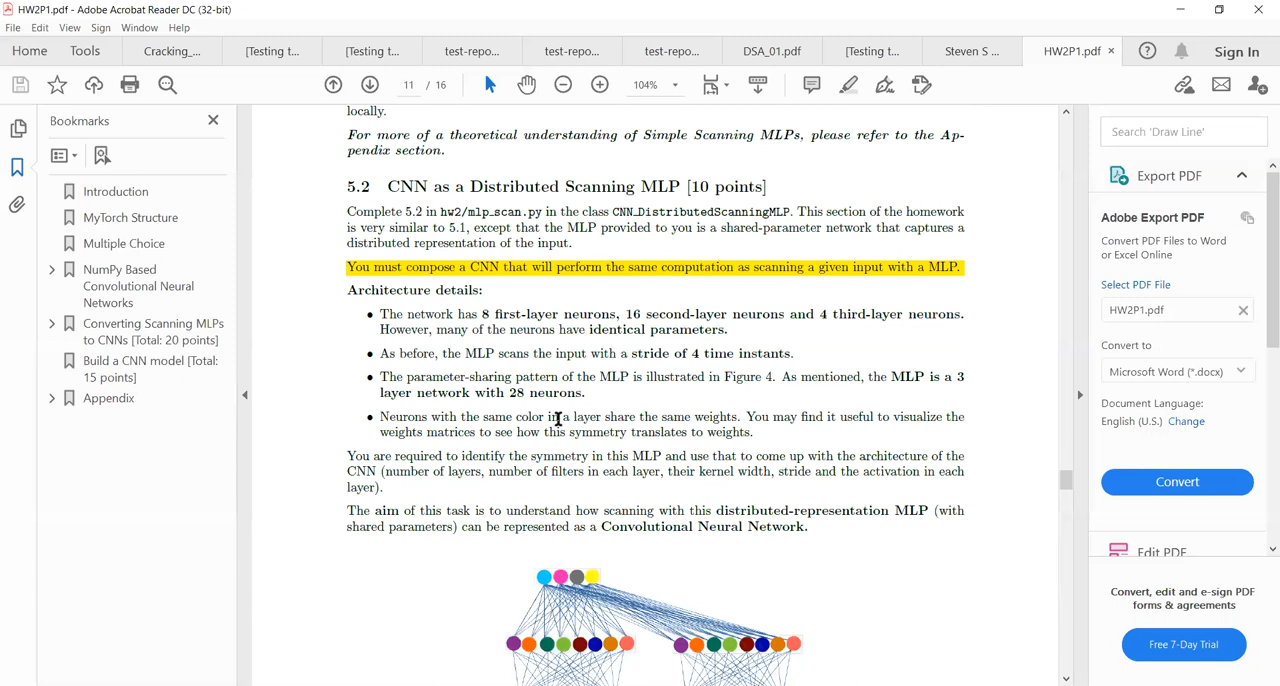 HW2P1.pdf - Adobe Acrobat Reader DC (32-bit)
File Edit View Sign Window Help
Home Tools Cracking_... [Testing t... [Testing t... test-repo... test-repo... test-repo... DSA_01.pdf [Testing t... Steven S ... HW2P1.pdf × Sign In
11 / 16 104%
Bookmarks
Introduction
MyTorch Structure
Multiple Choice
NumPy Based
Convolutional Neural
Networks
Converting Scanning MLPs
to CNNs [Total: 20 points]
Build a CNN model [Total:
15 points]
Appendix
locally.
For more of a theoretical understanding of Simple Scanning MLPs, please refer to the Ap-
pendix section.
5.2 CNN as a Distributed Scanning MLP [10 points]
Complete 5.2 in hw2/mlp_scan.py in the class CNN_DistributedScanningMLP. This section of the homework
is very similar to 5.1, except that the MLP provided to you is a shared-parameter network that captures a
distributed representation of the input.
You must compose a CNN that will perform the same computation as scanning a given input with a MLP.
Architecture details:
• The network has 8 first-layer neurons, 16 second-layer neurons and 4 third-layer neurons.
However, many of the neurons have identical parameters.
• As before, the MLP scans the input with a stride of 4 time instants.
• The parameter-sharing pattern of the MLP is illustrated in Figure 4. As mentioned, the MLP is a 3
layer network with 28 neurons.
• Neurons with the same color in a layer share the same weights. You may find it useful to visualize the
weights matrices to see how this symmetry translates to weights.
You are required to identify the symmetry in this MLP and use that to come up with the architecture of the
CNN (number of layers, number of filters in each layer, their kernel width, stride and the activation in each
layer).
The aim of this task is to understand how scanning with this distributed-representation MLP (with
shared parameters) can be represented as a Convolutional Neural Network.
Search 'Draw Line'
Export PDF
Adobe Export PDF
Convert PDF Files to Word
or Excel Online
Select PDF File
HW2P1.pdf
Convert to
Microsoft Word (*.docx)
Document Language:
English (U.S.) Change
Convert
Edit PDF
Convert, edit and e-sign PDF
forms & agreements
Free 7-Day Trial